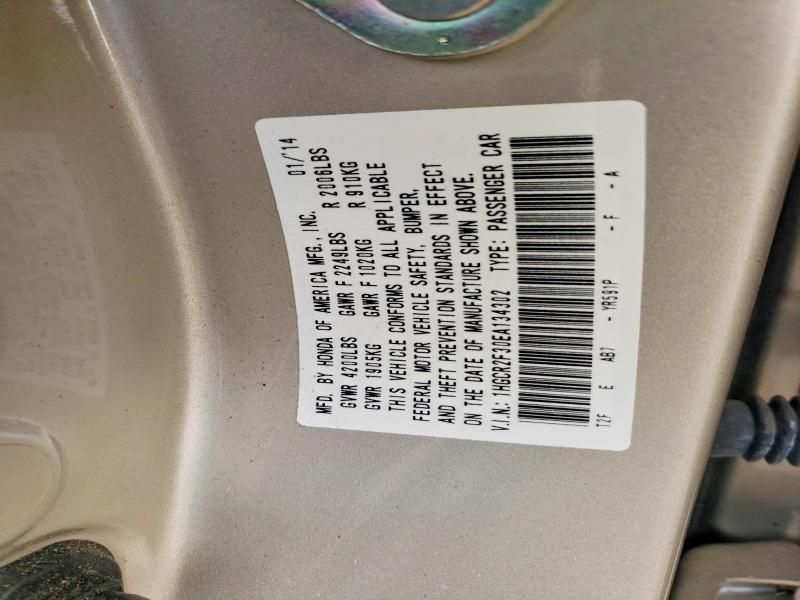 MFD. BY HONDA OF AMERICA MFG., INC. 01/'14
GVWR 4200LBS GAWR F 2249LBS R 2006LBS
GVWR 1905KG GAWR F 1020KG R 910KG
THIS VEHICLE CONFORMS TO ALL APPLICABLE
FEDERAL MOTOR VEHICLE SAFETY, BUMPER,
AND THEFT PREVENTION STANDARDS IN EFFECT
ON THE DATE OF MANUFACTURE SHOWN ABOVE.
V.I.N.: 1HGCR2F30EA134302 TYPE: PASSENGER CAR
T2F E AB7 - YR591P - F - A